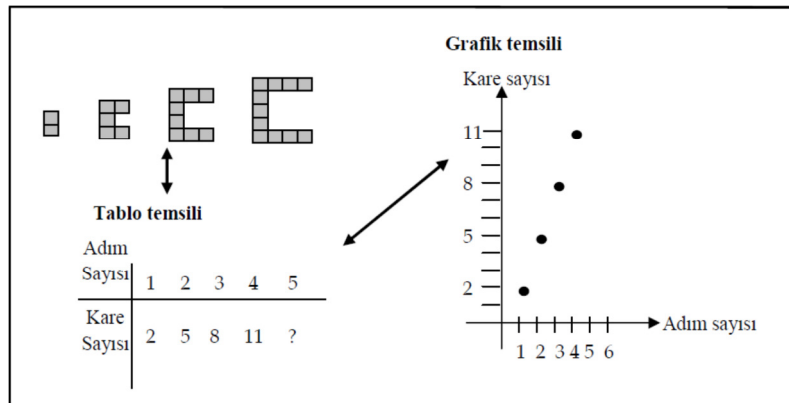 Grafik temsili
Kare sayısı
11
8
5
2
1 2 3 4 5 6
Adım sayısı
Tablo temsili
Adım
Sayısı 1 2 3 4 5
Kare
Sayısı 2 5 8 11 ?